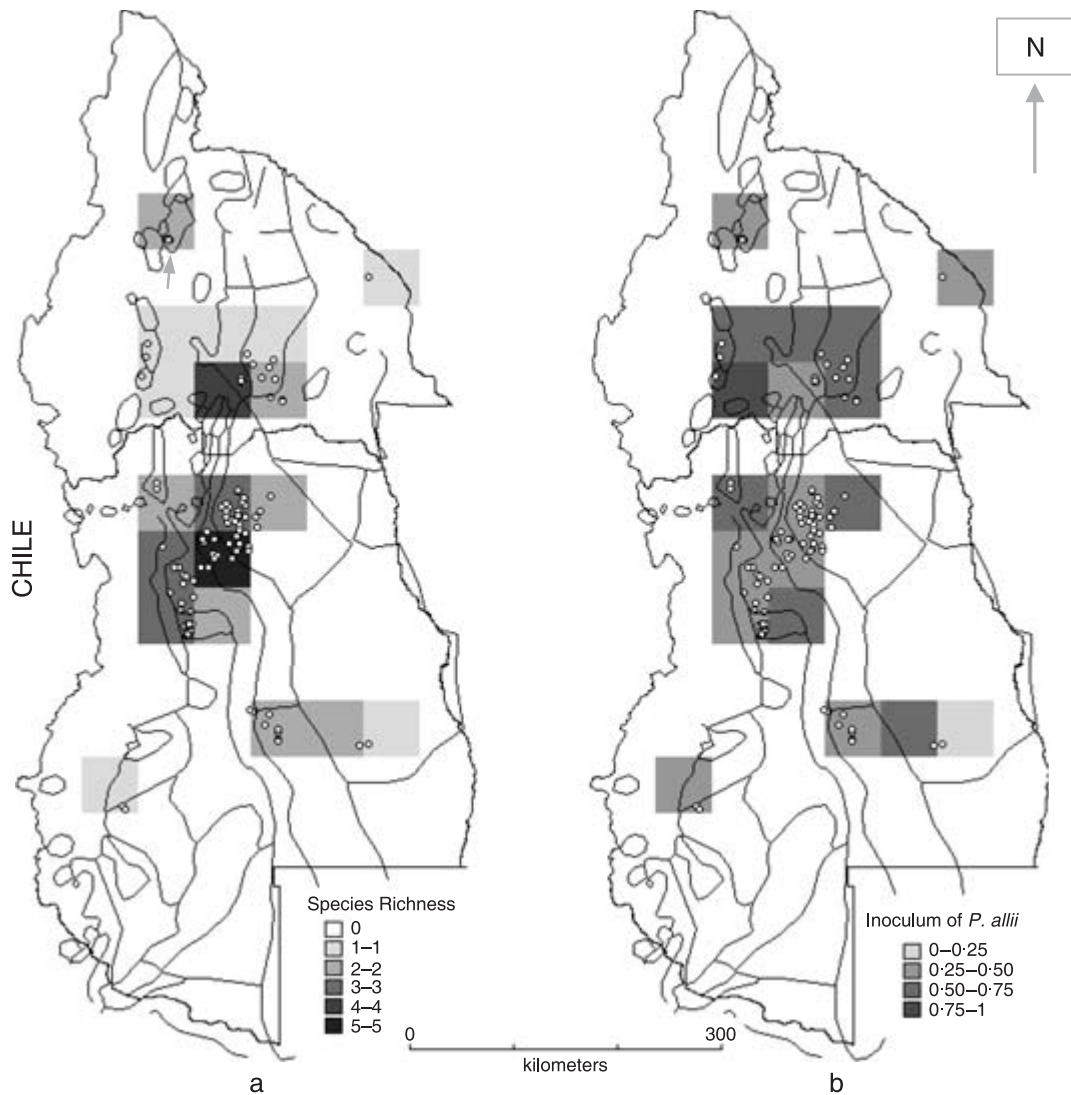 N
CHILE
Species Richness
0
1–1
2–2
3–3
4–4
5–5
Inoculum of P. allii
0–0·25
0·25–0·50
0·50–0·75
0·75–1
0 300
kilometers
a b